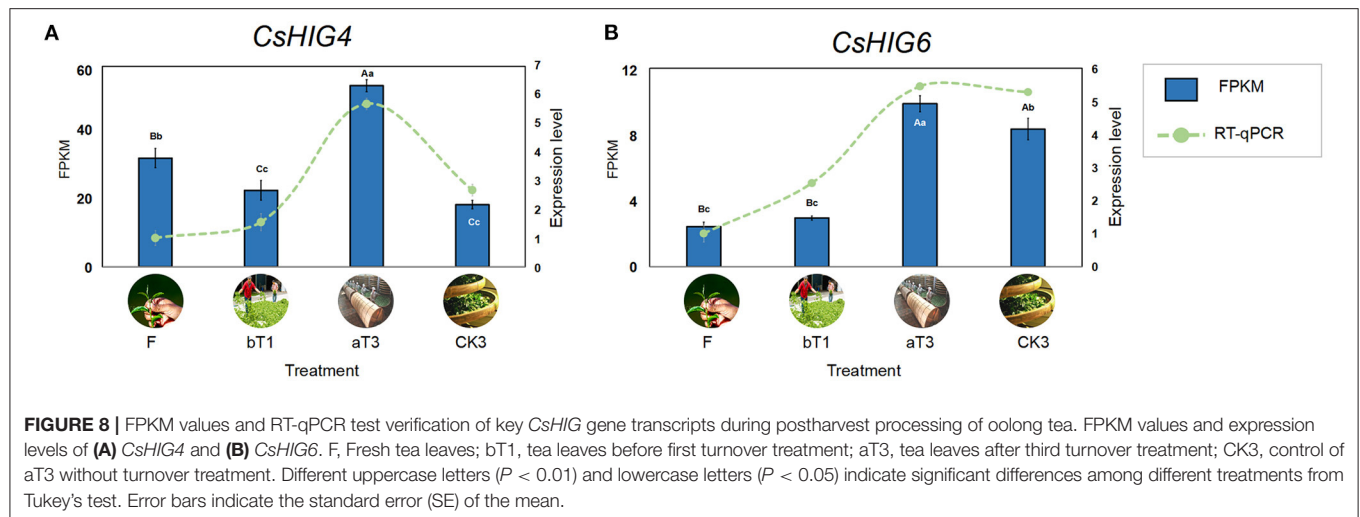 A
CsHIG4
60
40
20
0
FPKM
Bb
Cc
Aa
Cc
7
6
5
4
3
2
1
0
Expression level
F
bT1
aT3
CK3
Treatment
B
CsHIG6
12
8
4
0
FPKM
Bc
Bc
Aa
Ab
6
5
4
3
2
1
0
Expression level
F
bT1
aT3
CK3
Treatment
FPKM
RT-qPCR
FIGURE 8 | FPKM values and RT-qPCR test verification of key CsHIG gene transcripts during postharvest processing of oolong tea. FPKM values and expression
levels of (A) CsHIG4 and (B) CsHIG6. F, Fresh tea leaves; bT1, tea leaves before first turnover treatment; aT3, tea leaves after third turnover treatment; CK3, control of
aT3 without turnover treatment. Different uppercase letters (P < 0.01) and lowercase letters (P < 0.05) indicate significant differences among different treatments from
Tukey's test. Error bars indicate the standard error (SE) of the mean.